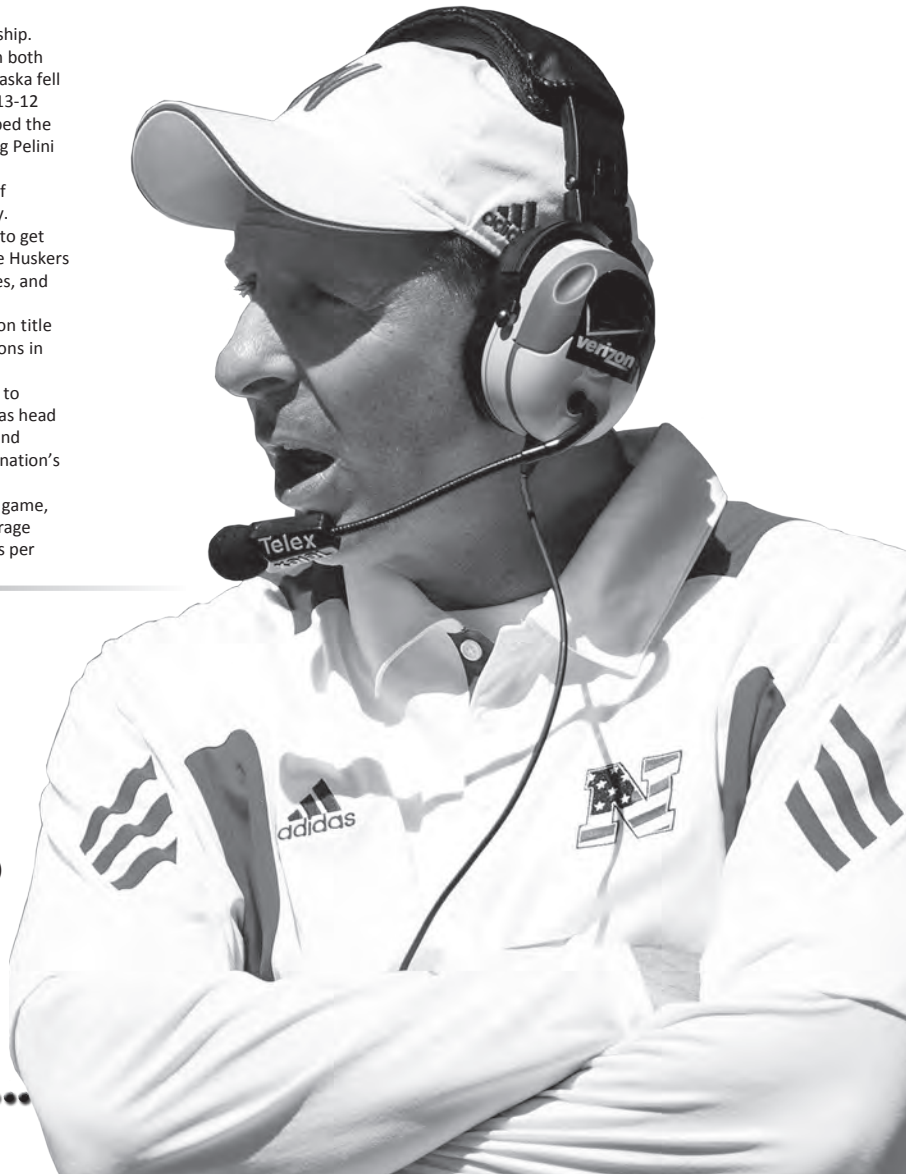 ship.
n both
aska fell
13-12
ped the
g Pelini
f
y.
to get
e Huskers
es, and
on title
ons in
to
as head
nd
nation's
game,
rage
s per
adidas
verizon
Telex
adidas
N
)